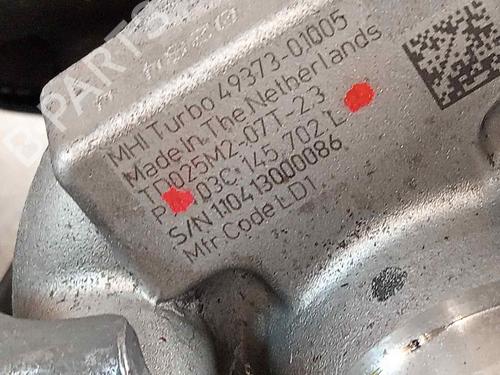 MHI Turbo 49373-01005
Made in The Netherlands
TD025M2-07T-2.3
03C 145 702 L
S/N 110413000086
Mfr Code LD1